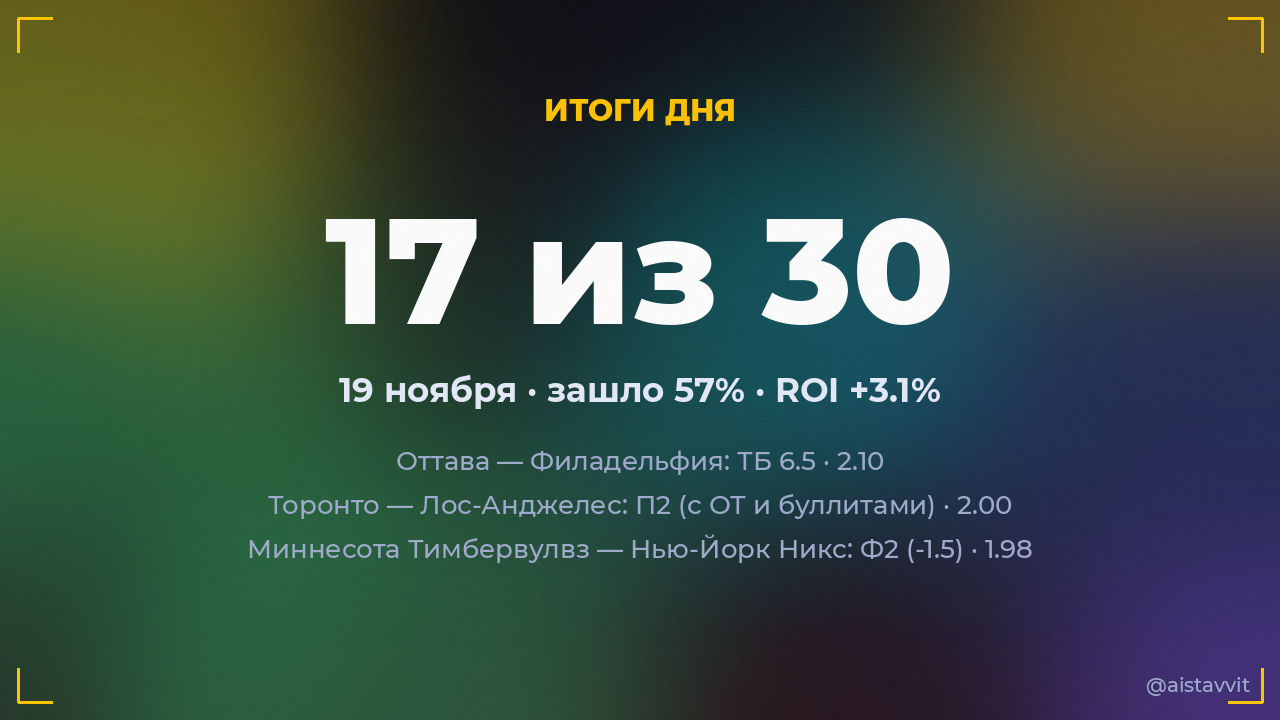 ИТОГИ ДНЯ
17 из 30
19 ноября · зашло 57% · ROI +3.1%
Оттава — Филадельфия: ТБ 6.5 · 2.10
Торонто — Лос-Анджелес: П2 (с ОТ и буллитами) · 2.00
Миннесота Тимбервулвз — Нью-Йорк Никс: Ф2 (-1.5) · 1.98
@aistavvit